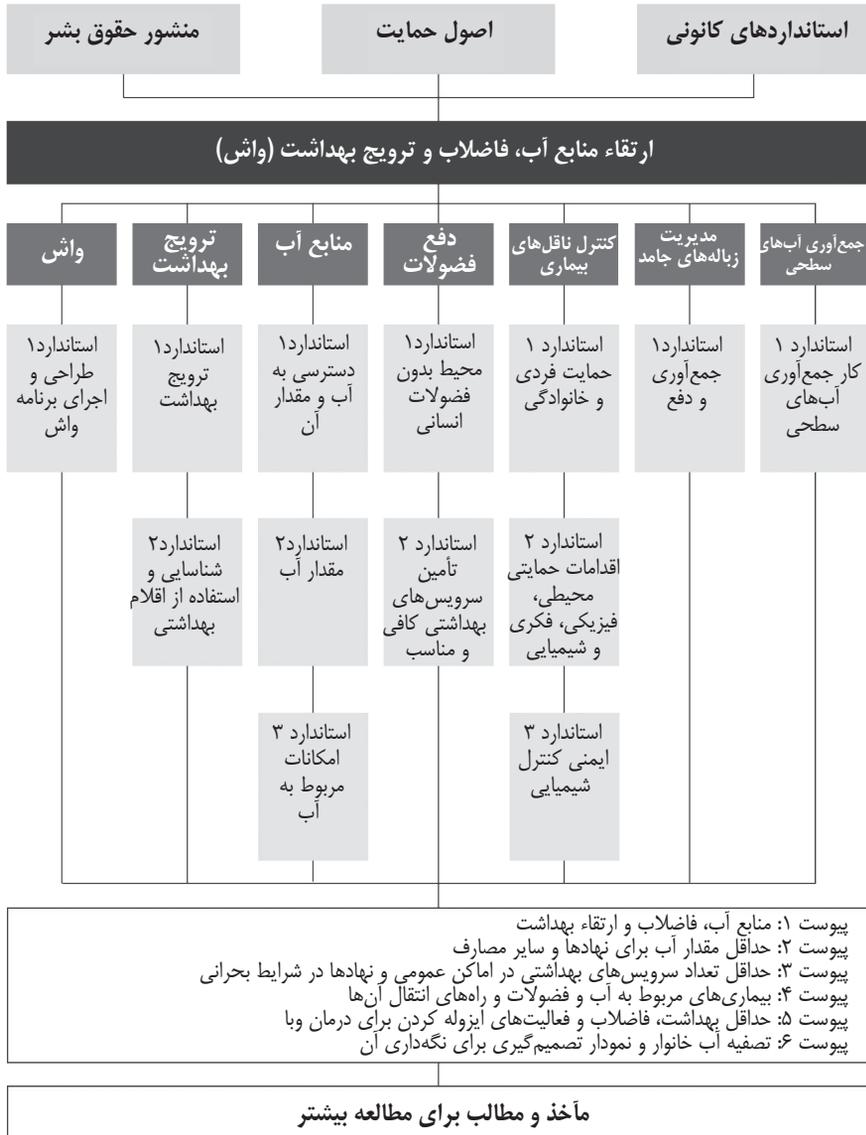 استانداردهای کانونی
اصول حمایت
منشور حقوق بشر
ارتقاء منابع آب، فاضلاب و ترویج بهداشت (واش)
جمع‌آوری آب‌های
سطحی
مدیریت
زباله‌های جامد
کنترل ناقل‌های
بیماری
دفع
فضولات
منابع آب
ترویج
بهداشت
واش
استاندارد ۱
کار جمع‌آوری
آب‌های
سطحی
استاندارد۱
جمع‌آوری
و دفع
استاندارد ۱
حمایت فردی
و خانوادگی
استاندارد۱
محیط بدون
فضولات
انسانی
استاندارد۱
دسترسی به
آب و مقدار
آن
استاندارد۱
ترویج
بهداشت
استاندارد۱
طراحی و
اجرای برنامه
واش
استاندارد ۲
اقدامات حمایتی
محیطی،
فیزیکی، فکری
و شیمیایی
استاندارد ۲
تأمین
سرویس‌های
بهداشتی کافی
و مناسب
استاندارد۲
مقدار آب
استاندارد۲
شناسایی و
استفاده از اقلام
بهداشتی
استاندارد ۳
ایمنی کنترل
شیمیایی
استاندارد ۳
امکانات
مربوط به
آب
پیوست ۱: منابع آب، فاضلاب و ارتقاء بهداشت
پیوست ۲: حداقل مقدار آب برای نهادها و سایر مصارف
پیوست ۳: حداقل تعداد سرویس‌های بهداشتی در اماکن عمومی و نهادها در شرایط بحرانی
پیوست ۴: بیماری‌های مربوط به آب و فضولات و راه‌های انتقال آن‌ها
پیوست ۵: حداقل بهداشت، فاضلاب و فعالیت‌های ایزوله کردن برای درمان وبا
پیوست ۶: تصفیه آب خانوار و نمودار تصمیم‌گیری برای نگه‌داری آن
مآخذ و مطالب برای مطالعه بیشتر